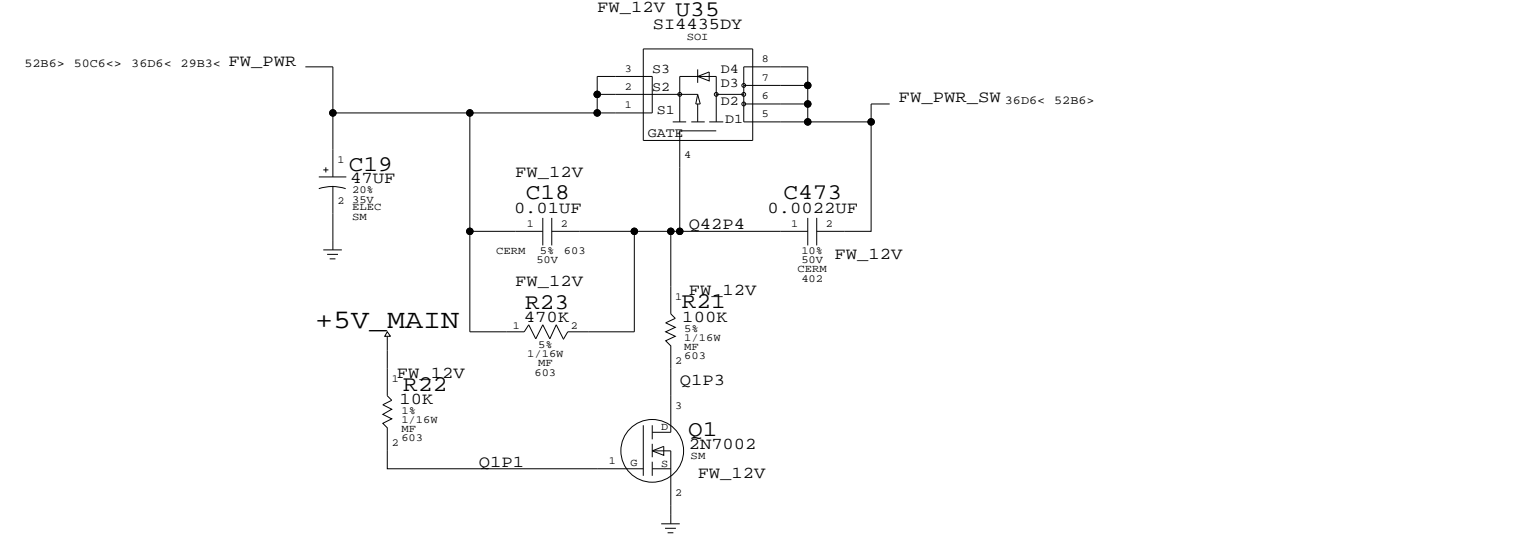 FW_12V U35
SI4435DY
SOI
52B6> 50C6<> 36D6< 29B3< FW_PWR
3 S3 D4 8
2 S2 D3 7
D2 6
1 S1 D1 5
GATE
4
FW_PWR_SW 36D6< 52B6>
1 C19
+ 47UF
20%
2 35V
ELEC
SM
FW_12V
C18
0.01UF
1 2
CERM 5% 603
50V
Q42P4
C473
0.0022UF
1 2
10% FW_12V
50V
CERM
402
FW_12V
R23
470K
1 2
5%
1/16W
MF
603
1 FW_12V
R21
100K
5%
1/16W
MF
2 603
Q1P3
+5V_MAIN
1 FW_12V
R22
10K
1%
1/16W
MF
2 603
Q1P1
3
D Q1
2N7002
SM
1 G S FW_12V
2